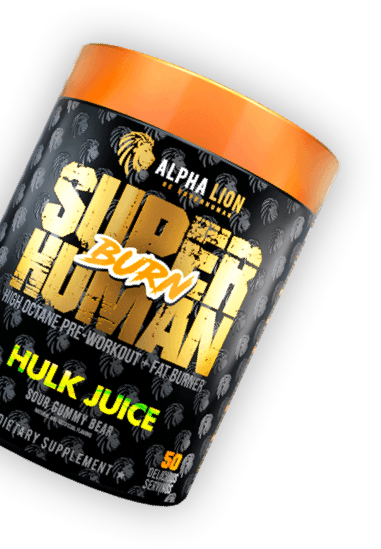 ALPHA LION
SUPER
BURN
HUMAN
HIGH OCTANE PRE-WORKOUT + FAT BURNER
HULK JUICE
SOUR GUMMY BEAR
DIETARY SUPPLEMENT
50
DELICIOUS
SERVINGS